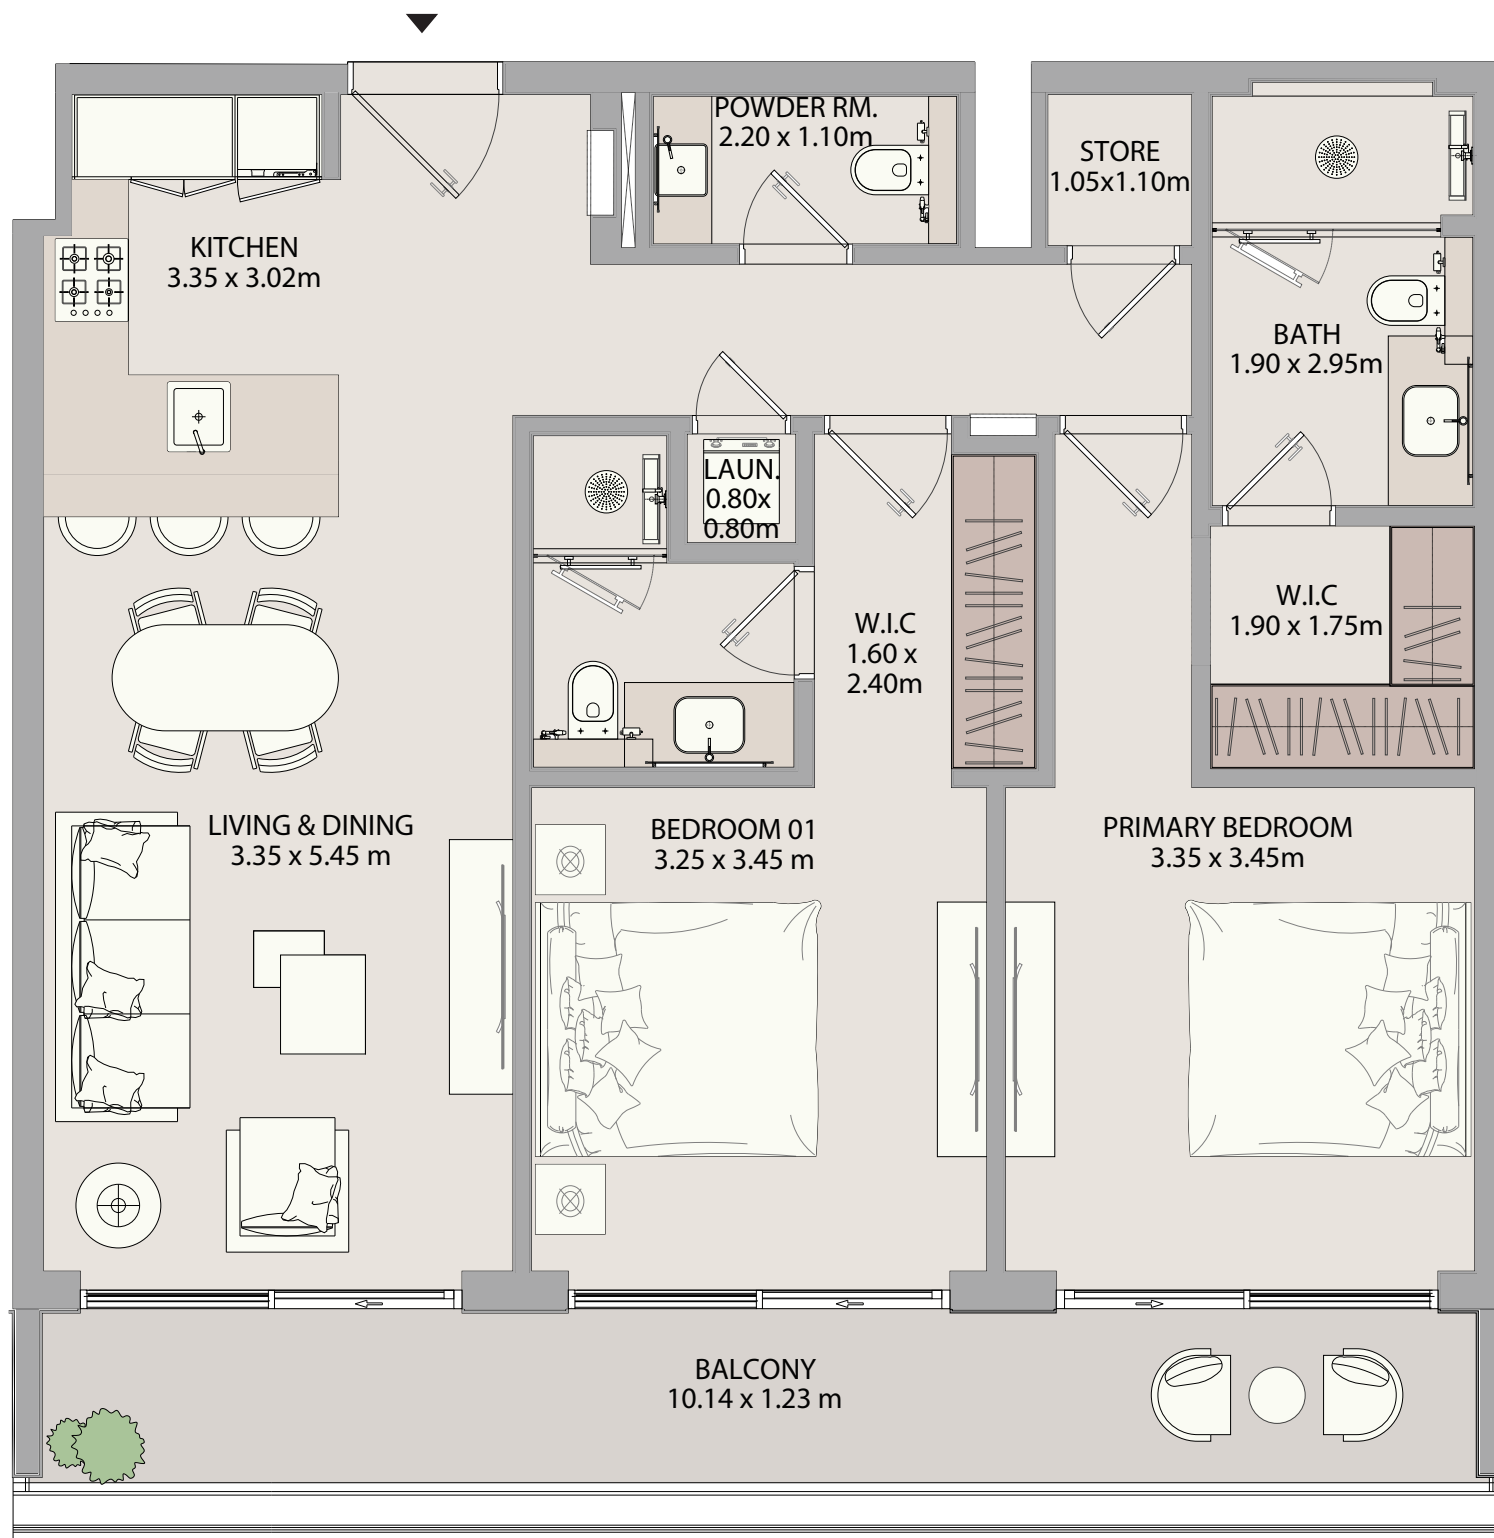 POWDER RM.
2.20 x 1.10m
STORE
1.05x1.10m
KITCHEN
3.35 x 3.02m
BATH
1.90 x 2.95m
LAUN.
0.80x
0.80m
W.I.C
1.60 x
2.40m
W.I.C
1.90 x 1.75m
LIVING & DINING
3.35 x 5.45 m
BEDROOM 01
3.25 x 3.45 m
PRIMARY BEDROOM
3.35 x 3.45m
BALCONY
10.14 x 1.23 m